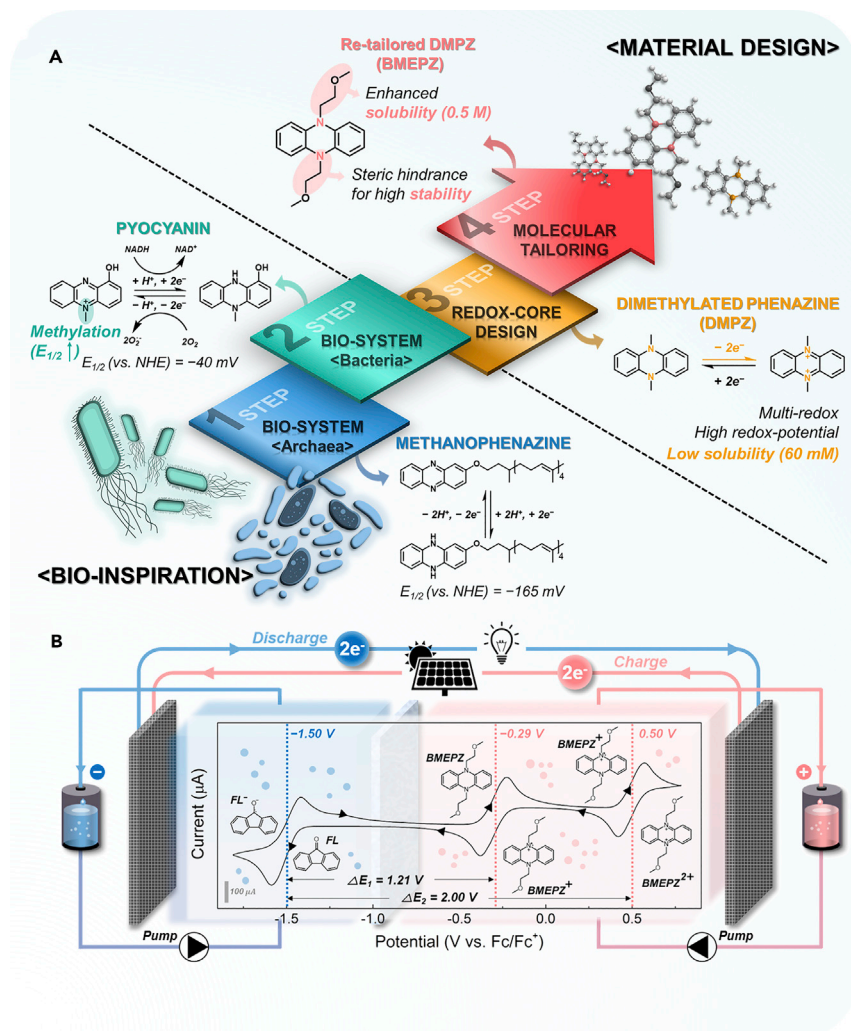 A
<MATERIAL DESIGN>
Re-tailored DMPZ
(BMEPZ)
O
Enhanced
solubility (0.5 M)
N
N
Steric hindrance
for high stability
O
4 STEP
MOLECULAR
TAILORING
PYOCYANIN
NADH NAD⁺
N OH
+ H⁺, + 2e⁻
− H⁺, − 2e⁻
H
N OH
N⁺
N
Methylation
(E1/2 ↑)
2O₂⁻ 2O₂
E1/2 (vs. NHE) = −40 mV
3 STEP
REDOX-CORE
DESIGN
2 STEP
BIO-SYSTEM
<Bacteria>
DIMETHYLATED PHENAZINE
(DMPZ)
N
N
− 2e⁻
+ 2e⁻
N⁺
N⁺
Multi-redox
High redox-potential
Low solubility (60 mM)
1 STEP
BIO-SYSTEM
<Archaea>
METHANOPHENAZINE
N
N
O
4
− 2H⁺, − 2e⁻ + 2H⁺, + 2e⁻
H
N
N
H
O
4
E1/2 (vs. NHE) = −165 mV
<BIO-INSPIRATION>
B
Discharge
2e⁻
2e⁻
Charge
−
+
−1.50 V
−0.29 V
0.50 V
BMEPZ
BMEPZ⁺
FL⁻
FL
BMEPZ⁺
BMEPZ²⁺
Current (μA)
100 μA
△E₁ = 1.21 V
△E₂ = 2.00 V
-1.5 -1.0 -0.5 0.0 0.5
Potential (V vs. Fc/Fc⁺)
Pump
Pump